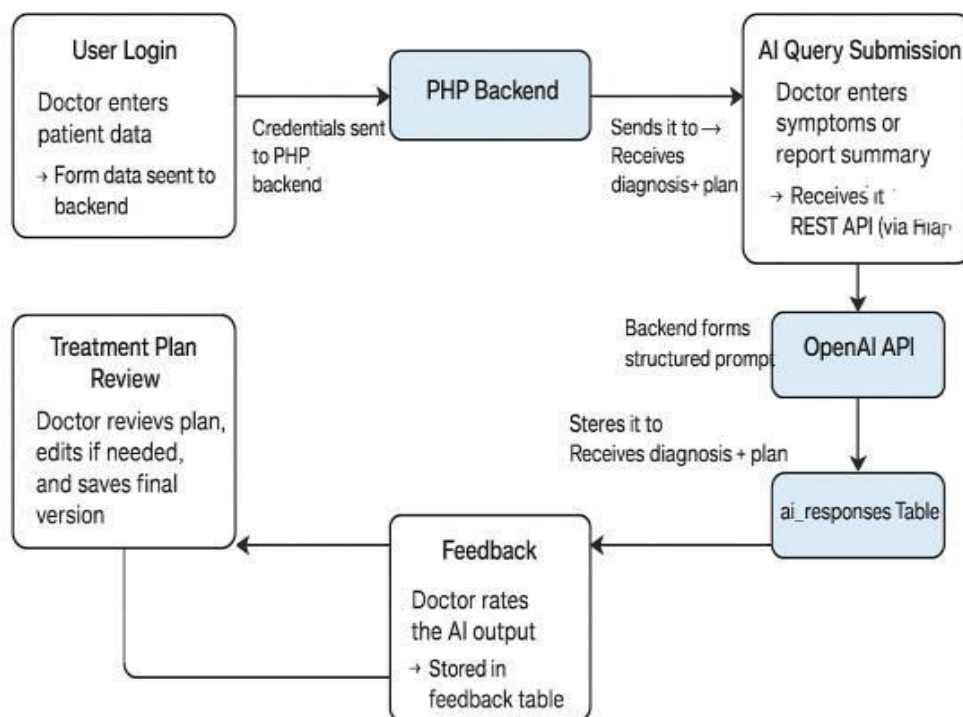 User Login
Doctor enters
patient data
→ Form data seent to
backend
Credentials sent
to PHP
backend
PHP Backend
Sends it to →
Receives
diagnosis+ plan
AI Query Submission
Doctor enters
symptoms or
report summary
→ Receives it
REST API (via
Backend forms
structured prompt
OpenAI API
Steres it to
Receives diagnosis + plan
ai_responses Table
Treatment Plan
Review
Doctor revievs plan,
edits if needed,
and saves final
version
Feedback
Doctor rates
the AI output
→ Stored in
feedback table